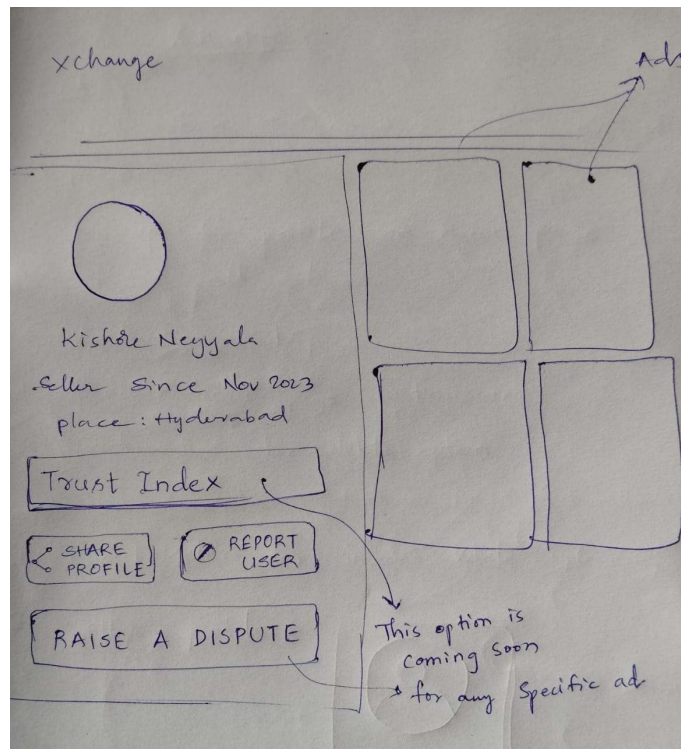 xchange
Ads
Kishore Neyyala
Seller Since Nov 2023
place : Hyderabad
Trust Index
SHARE
PROFILE
REPORT
USER
RAISE A DISPUTE
This option is
coming soon
for any Specific ad